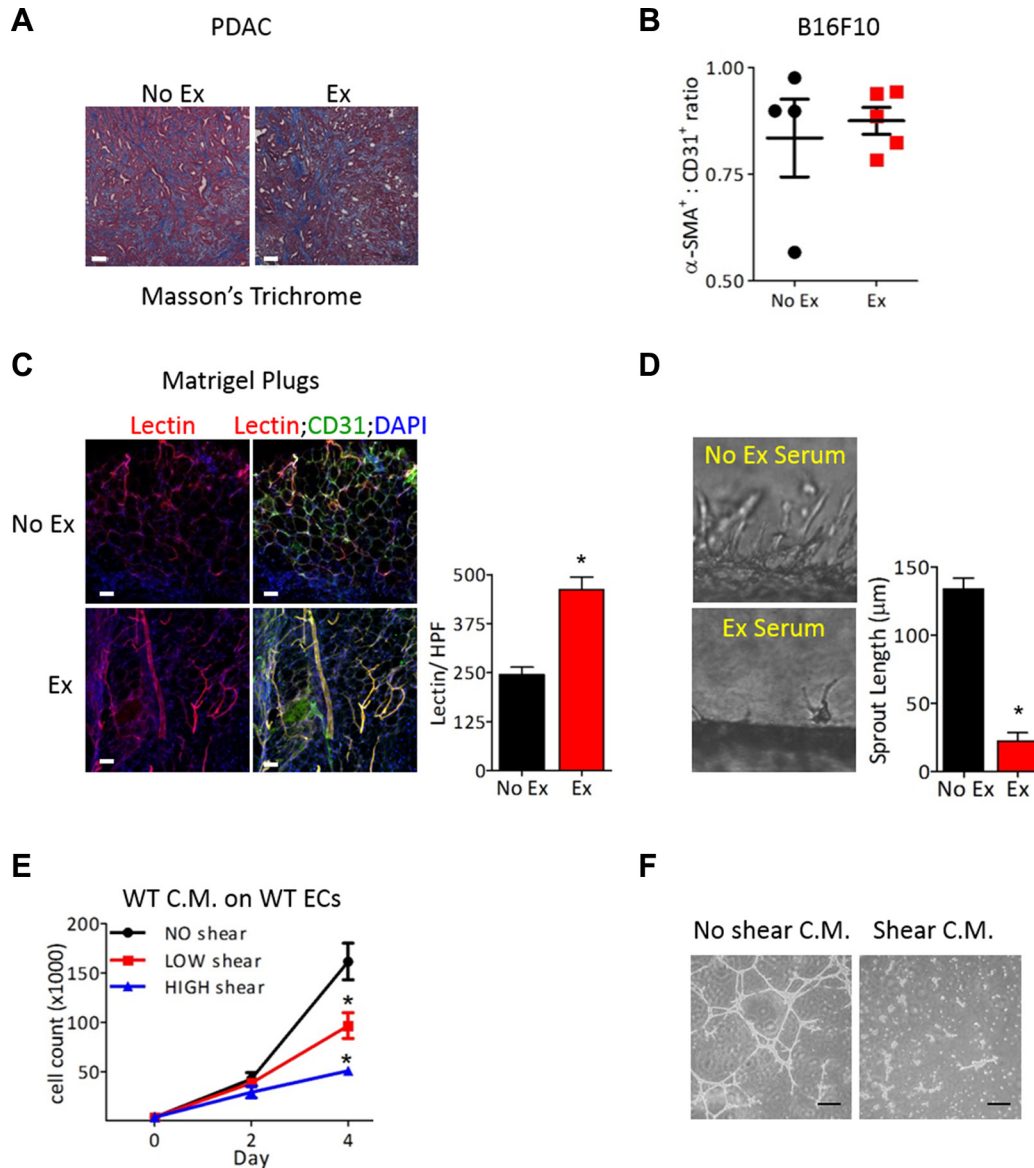 A
PDAC
No Ex
Ex
Masson's Trichrome
B
B16F10
α-SMA⁺ : CD31⁺ ratio
1.00
0.75
0.50
No Ex
Ex
C
Matrigel Plugs
Lectin
Lectin;CD31;DAPI
No Ex
Ex
Lectin/ HPF
500
375
250
125
0
*
No Ex
Ex
D
No Ex Serum
Ex Serum
Sprout Length (μm)
150
100
50
0
*
No Ex
Ex
E
WT C.M. on WT ECs
cell count (x1000)
200
150
100
50
NO shear
LOW shear
HIGH shear
*
*
0
2
4
Day
F
No shear C.M.
Shear C.M.